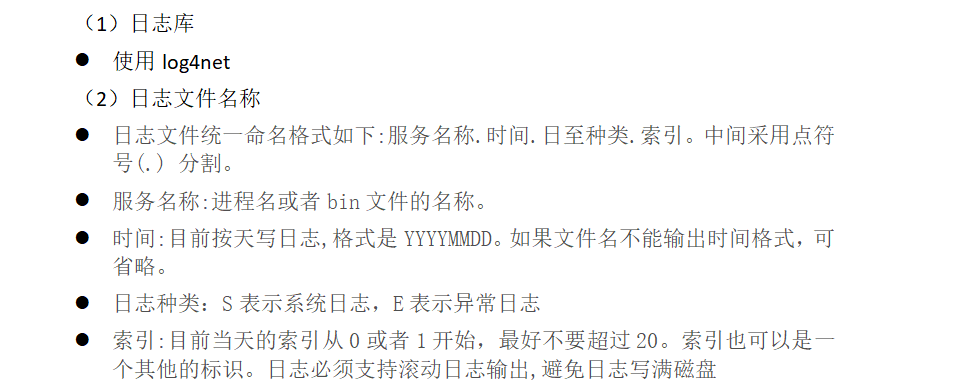 （1）日志库
● 使用 log4net
（2）日志文件名称
● 日志文件统一命名格式如下:服务名称.时间.日至种类.索引。中间采用点符
号(.) 分割。
● 服务名称:进程名或者 bin 文件的名称。
● 时间:目前按天写日志,格式是 YYYYMMDD。如果文件名不能输出时间格式，可
省略。
● 日志种类：S 表示系统日志，E 表示异常日志
● 索引:目前当天的索引从 0 或者 1 开始，最好不要超过 20。索引也可以是一
个其他的标识。日志必须支持滚动日志输出,避免日志写满磁盘